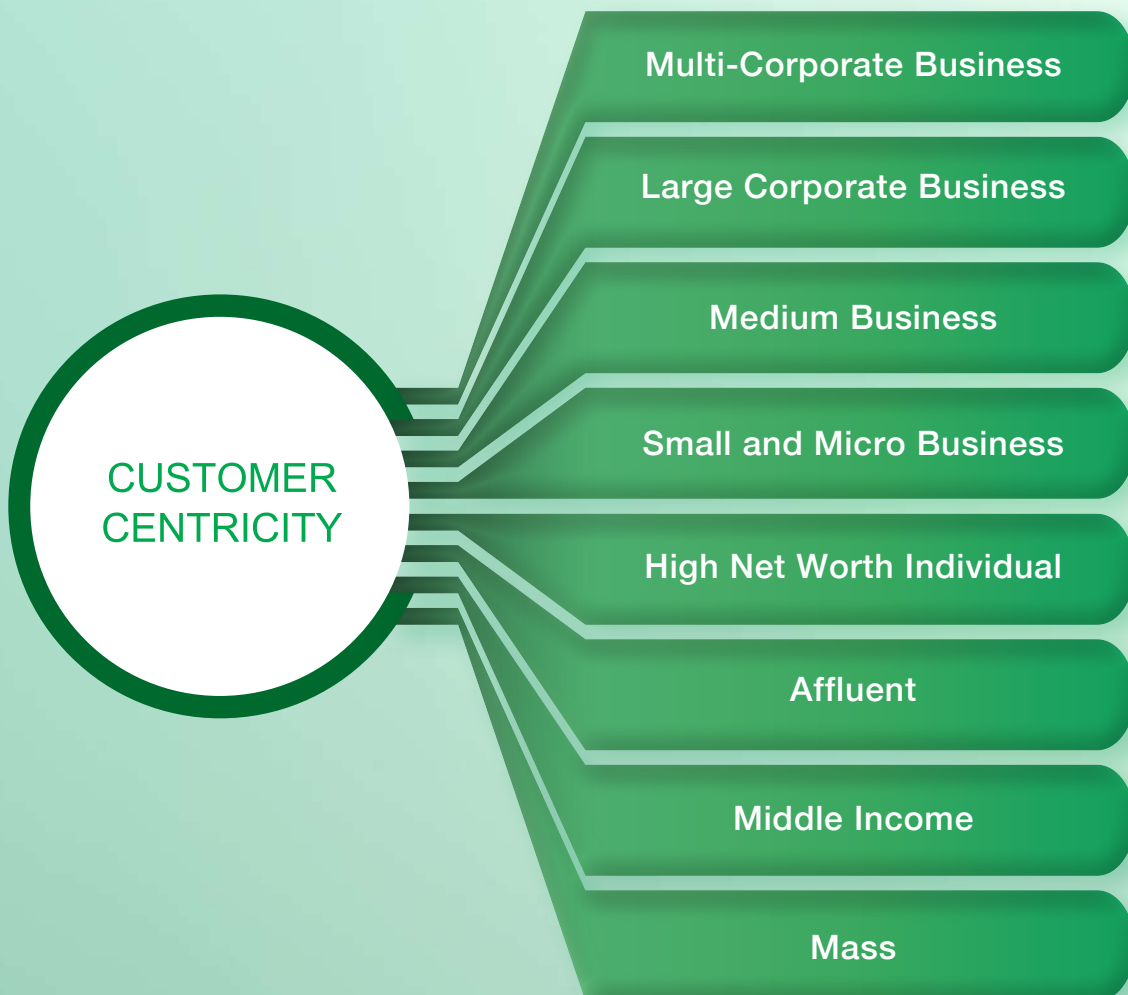 Multi-Corporate Business
Large Corporate Business
Medium Business
Small and Micro Business
CUSTOMER
CENTRICITY
High Net Worth Individual
Affluent
Middle Income
Mass